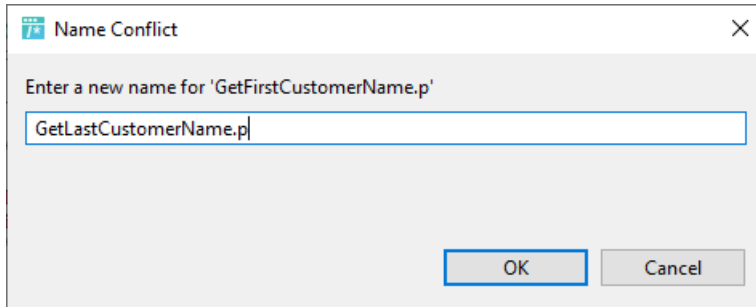 Name Conflict
Enter a new name for 'GetFirstCustomerName.p'
GetLastCustomerName.p
OK
Cancel